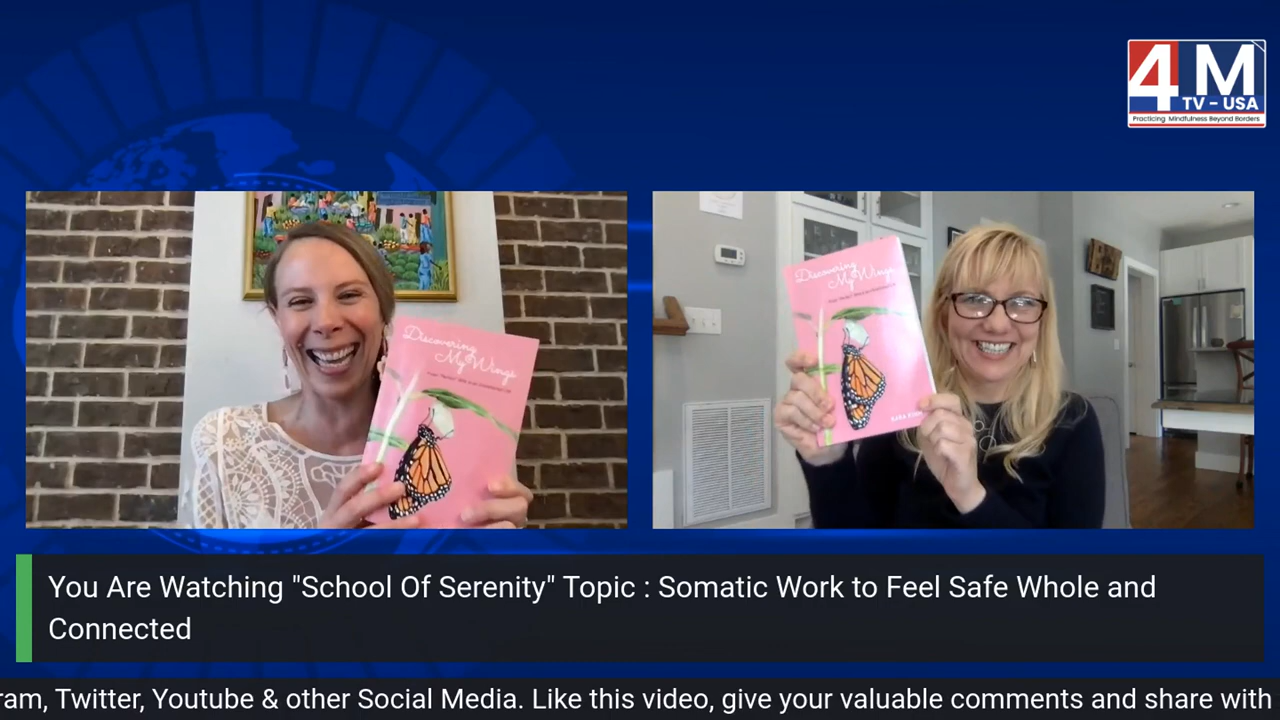 4M
TV - USA
Practicing Mindfulness Beyond Borders
Discovering
My Wings
Discovering
My Wings
You Are Watching "School Of Serenity" Topic : Somatic Work to Feel Safe Whole and
Connected
ram, Twitter, Youtube & other Social Media. Like this video, give your valuable comments and share with